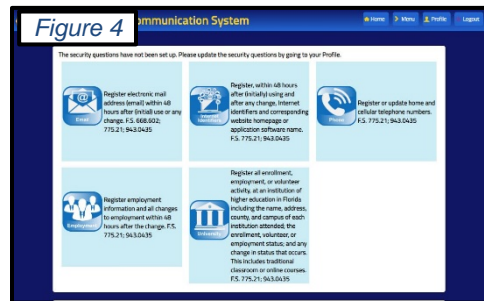 Figure 4
ommunication System
Home
Menu
Profile
Logout
The security questions have not been set up. Please update the security questions by going to your Profile.
Email
Register electronic mail
address (email) within 48
hours after (initial) use or any
change. F.S. 668.602;
775.21; 943.0435
Internet
Identifiers
Register, within 48 hours
after (initially) using and
after any change, Internet
identifiers and corresponding
website homepage or
application software name.
F.S. 775.21; 943.0435
Phone
Register or update home and
cellular telephone numbers.
F.S. 775.21; 943.0435
Employment
Register employment
information and all changes
to employment within 48
hours after the change. F.S.
775.21; 943.0435
University
Register all enrollment,
employment, or volunteer
activity, at an institution of
higher education in Florida
including the name, address,
county, and campus of each
institution attended; the
enrollment, volunteer, or
employment status; and any
change in status that occurs.
This includes traditional
classroom or online courses.
F.S. 775.21; 943.0435